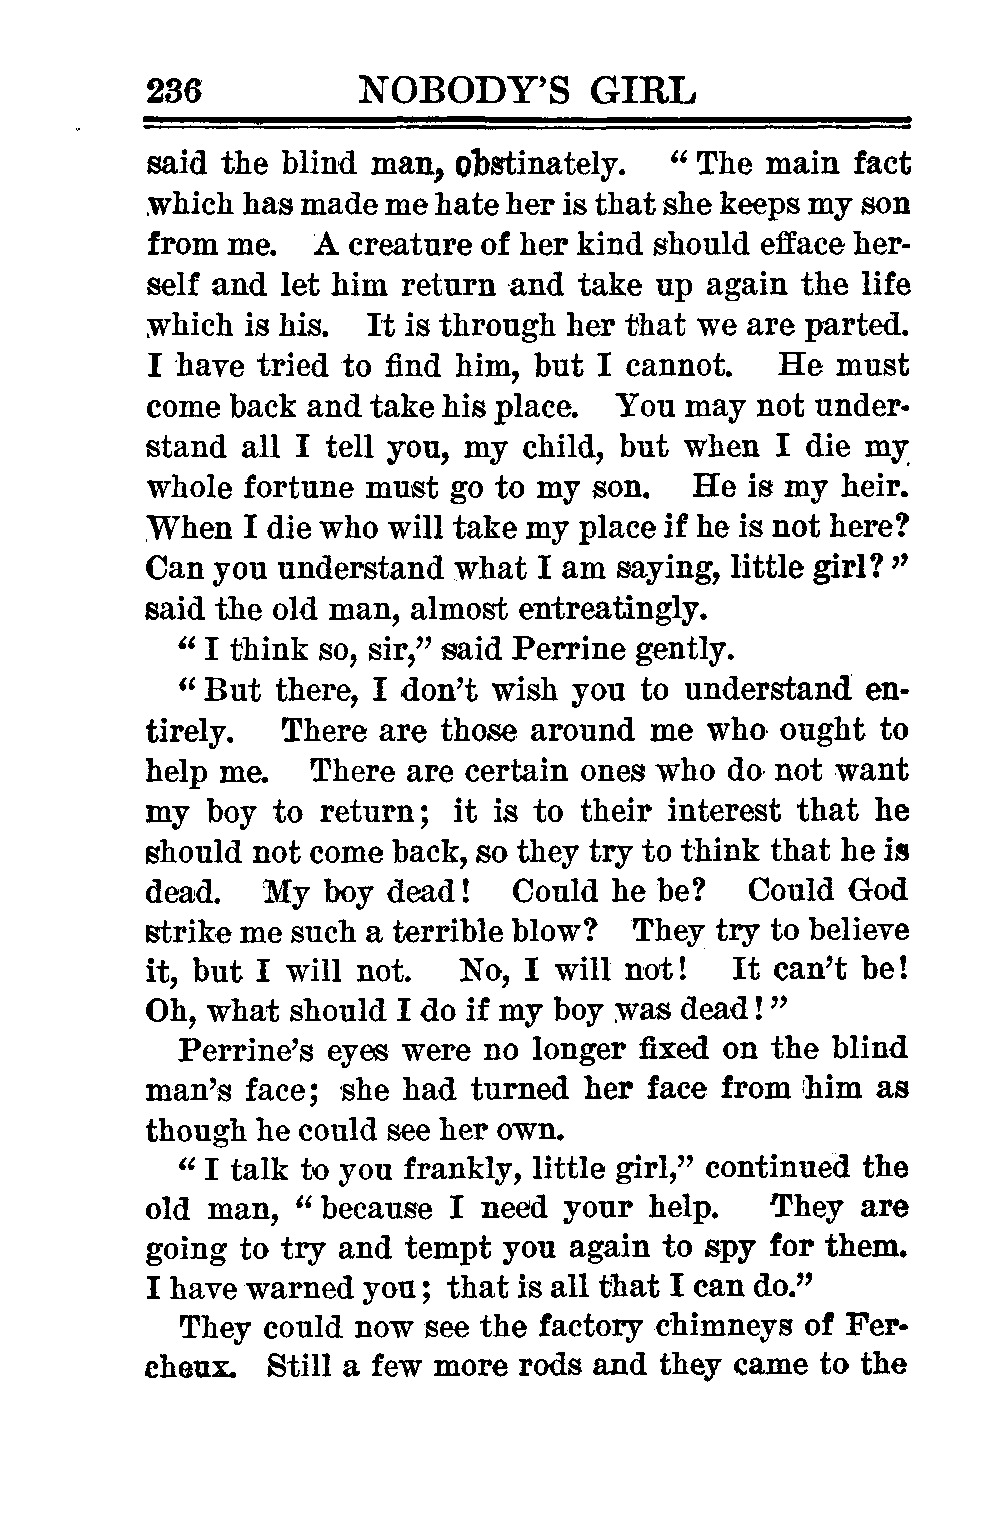 236 NOBODY'S GIRL
said the blind man, obstinately. "The main fact
which has made me hate her is that she keeps my son
from me. A creature of her kind should efface her-
self and let him return and take up again the life
which is his. It is through her that we are parted.
I have tried to find him, but I cannot. He must
come back and take his place. You may not under-
stand all I tell you, my child, but when I die my
whole fortune must go to my son. He is my heir.
When I die who will take my place if he is not here?
Can you understand what I am saying, little girl?"
said the old man, almost entreatingly.
"I think so, sir," said Perrine gently.
"But there, I don't wish you to understand en-
tirely. There are those around me who ought to
help me. There are certain ones who do not want
my boy to return; it is to their interest that he
should not come back, so they try to think that he is
dead. My boy dead! Could he be? Could God
strike me such a terrible blow? They try to believe
it, but I will not. No, I will not! It can't be!
Oh, what should I do if my boy was dead!"
Perrine's eyes were no longer fixed on the blind
man's face; she had turned her face from him as
though he could see her own.
"I talk to you frankly, little girl," continued the
old man, "because I need your help. They are
going to try and tempt you again to spy for them.
I have warned you; that is all that I can do."
They could now see the factory chimneys of Fer-
cheux. Still a few more rods and they came to the